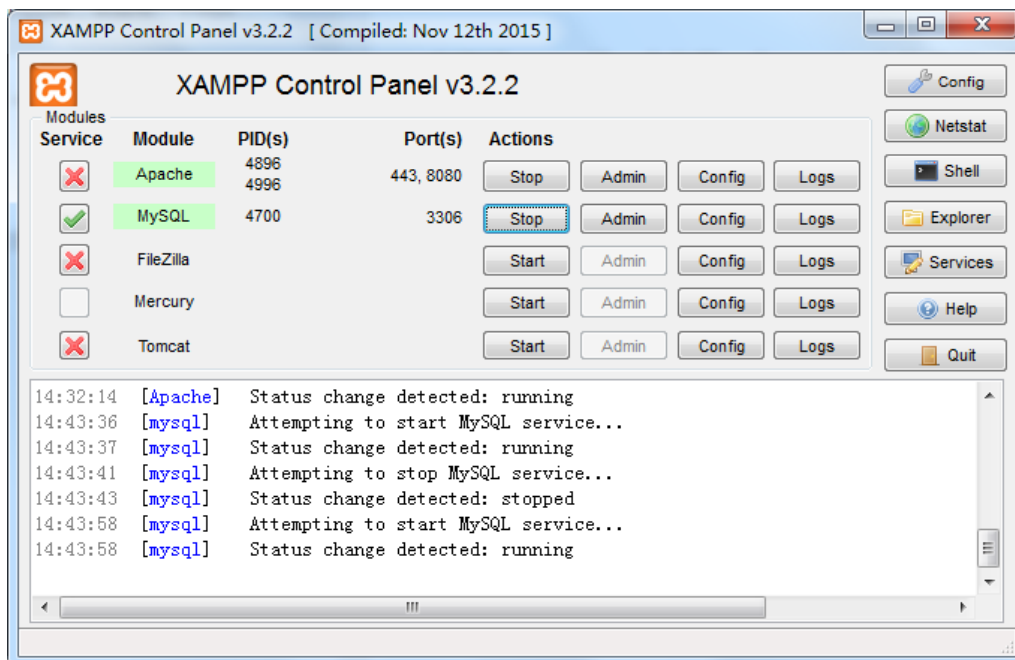 XAMPP Control Panel v3.2.2 [ Compiled: Nov 12th 2015 ]
XAMPP Control Panel v3.2.2
Config
Modules
Service Module PID(s) Port(s) Actions
Netstat
Apache 4896 4996 443, 8080 Stop Admin Config Logs
Shell
MySQL 4700 3306 Stop Admin Config Logs
Explorer
FileZilla Start Admin Config Logs
Services
Mercury Start Admin Config Logs
Help
Tomcat Start Admin Config Logs
Quit
14:32:14 [Apache] Status change detected: running
14:43:36 [mysql] Attempting to start MySQL service...
14:43:37 [mysql] Status change detected: running
14:43:41 [mysql] Attempting to stop MySQL service...
14:43:43 [mysql] Status change detected: stopped
14:43:58 [mysql] Attempting to start MySQL service...
14:43:58 [mysql] Status change detected: running